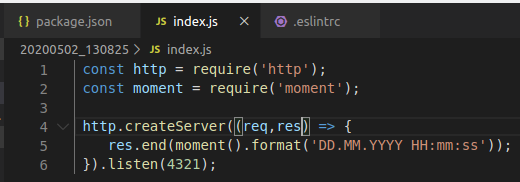 package.json
JS index.js
.eslintrc
20200502_130825 > JS index.js
1 const http = require('http');
2 const moment = require('moment');
3
4 http.createServer((req,res) => {
5 res.end(moment().format('DD.MM.YYYY HH:mm:ss'));
6 }).listen(4321);